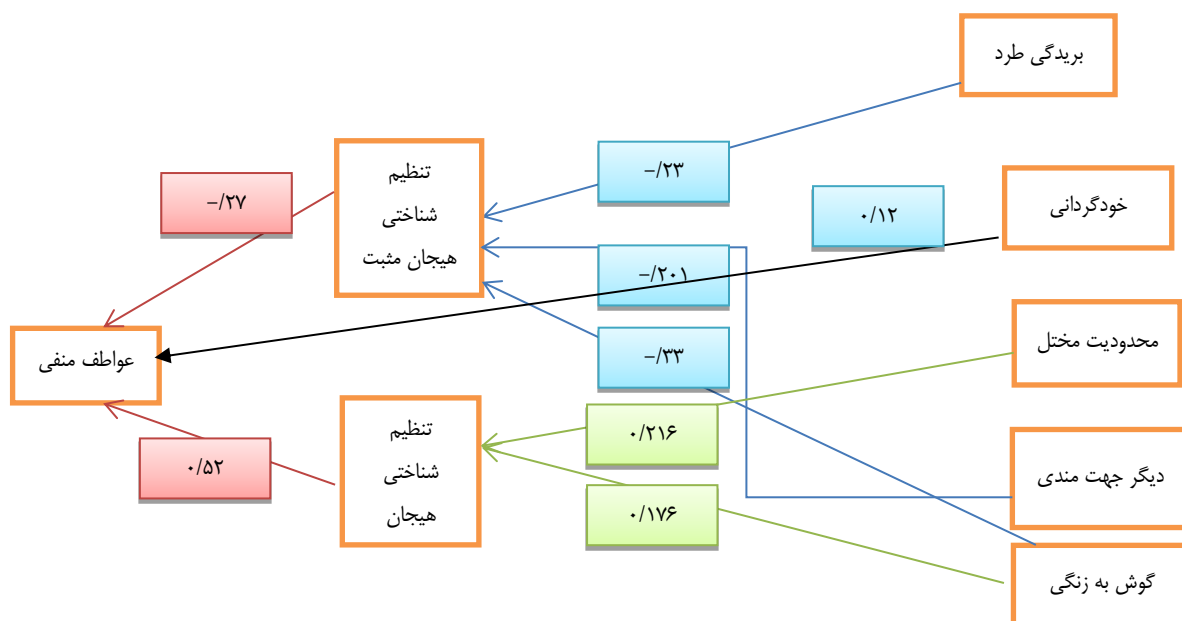 بریدگی طرد
-/۲۳
تنظیم
شناختی
هیجان مثبت
-/۲۷
۰/۱۲
خودگردانی
-/۲۰۱
محدودیت مختل
-/۳۳
عواطف منفی
۰/۲۱۶
تنظیم
شناختی
هیجان
۰/۵۲
دیگر جهت مندی
۰/۱۷۶
گوش به زنگی